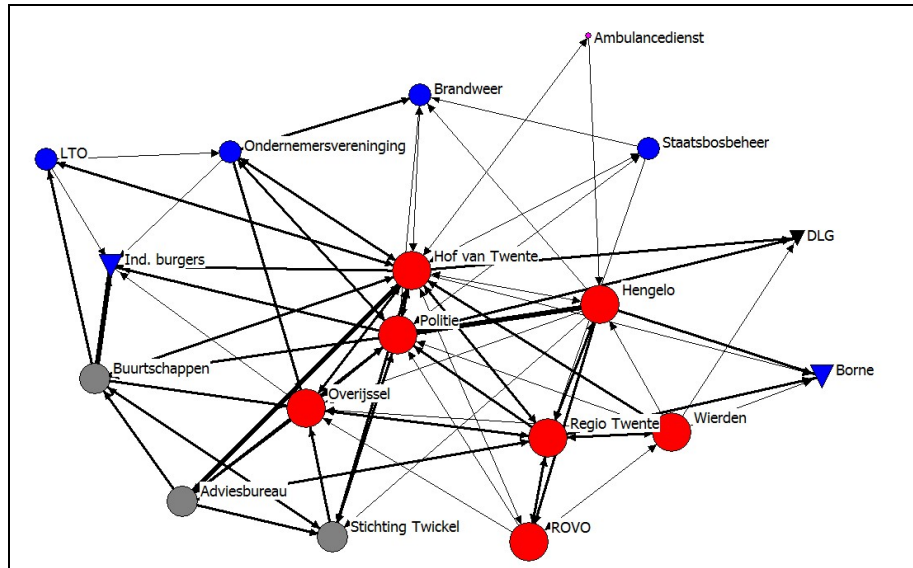 Ambulancedienst
Brandweer
Staatsbosbeheer
Ondernemersvereninging
LTO
DLG
Hof van Twente
Ind. burgers
Hengelo
Politie
Borne
Buurtschappen
Overijssel
Wierden
Regio Twente
Adviesbureau
Stichting Twickel
ROVO